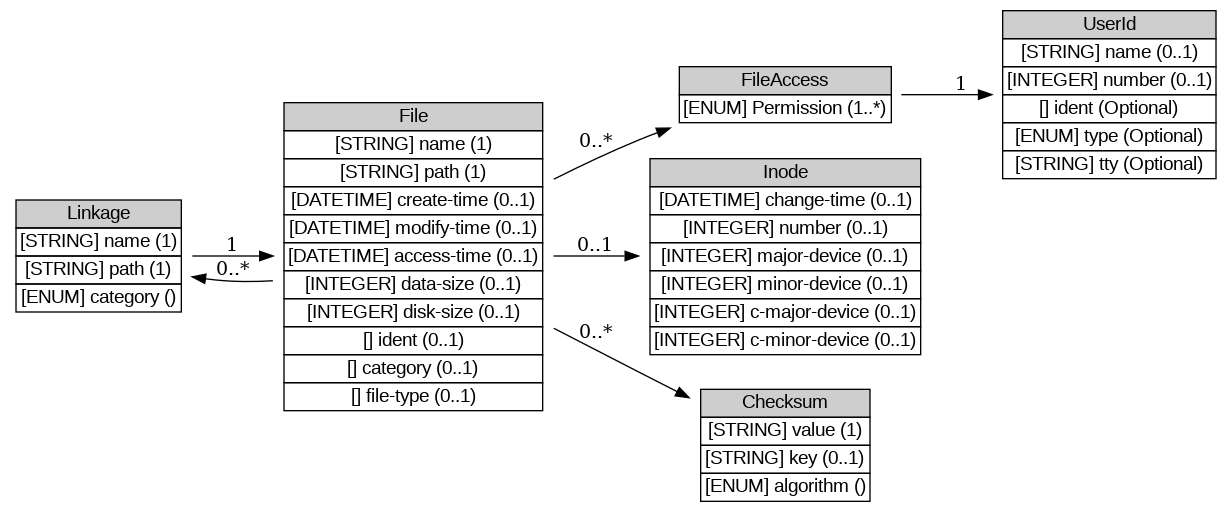 Linkage
[STRING] name (1)
[STRING] path (1)
[ENUM] category ()
1
0..*
File
[STRING] name (1)
[STRING] path (1)
[DATETIME] create-time (0..1)
[DATETIME] modify-time (0..1)
[DATETIME] access-time (0..1)
[INTEGER] data-size (0..1)
[INTEGER] disk-size (0..1)
[] ident (0..1)
[] category (0..1)
[] file-type (0..1)
0..*
0..1
0..*
FileAccess
[ENUM] Permission (1..*)
1
UserId
[STRING] name (0..1)
[INTEGER] number (0..1)
[] ident (Optional)
[ENUM] type (Optional)
[STRING] tty (Optional)
Inode
[DATETIME] change-time (0..1)
[INTEGER] number (0..1)
[INTEGER] major-device (0..1)
[INTEGER] minor-device (0..1)
[INTEGER] c-major-device (0..1)
[INTEGER] c-minor-device (0..1)
Checksum
[STRING] value (1)
[STRING] key (0..1)
[ENUM] algorithm ()